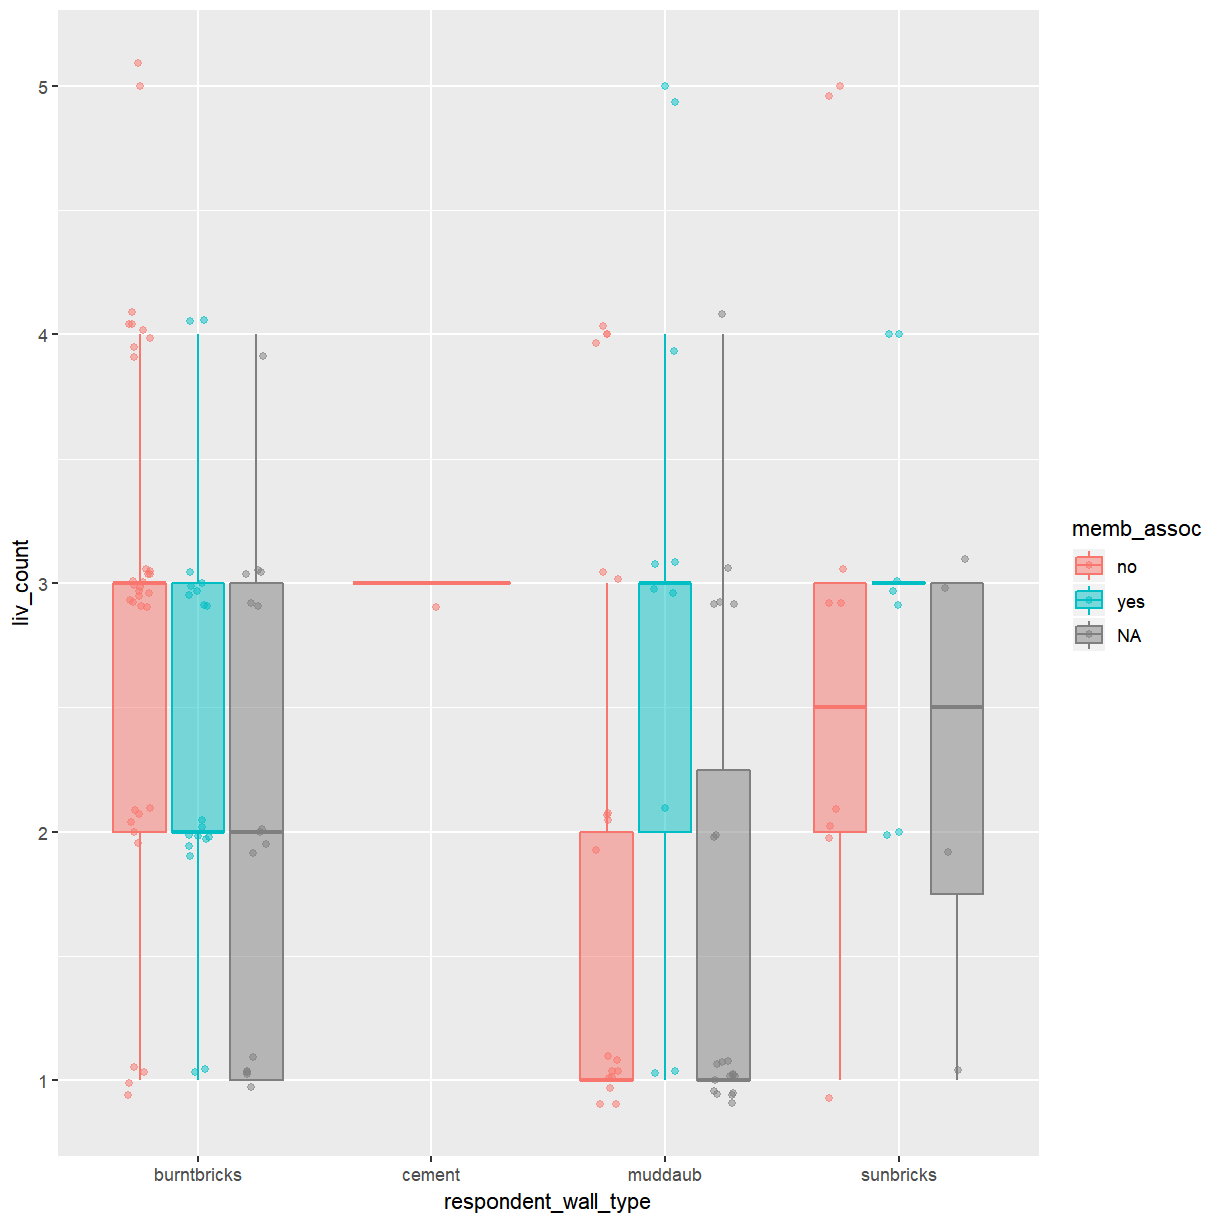 5
4
3
2
1
liv_count
burntbricks
cement
muddaub
sunbricks
respondent_wall_type
memb_assoc
no
yes
NA